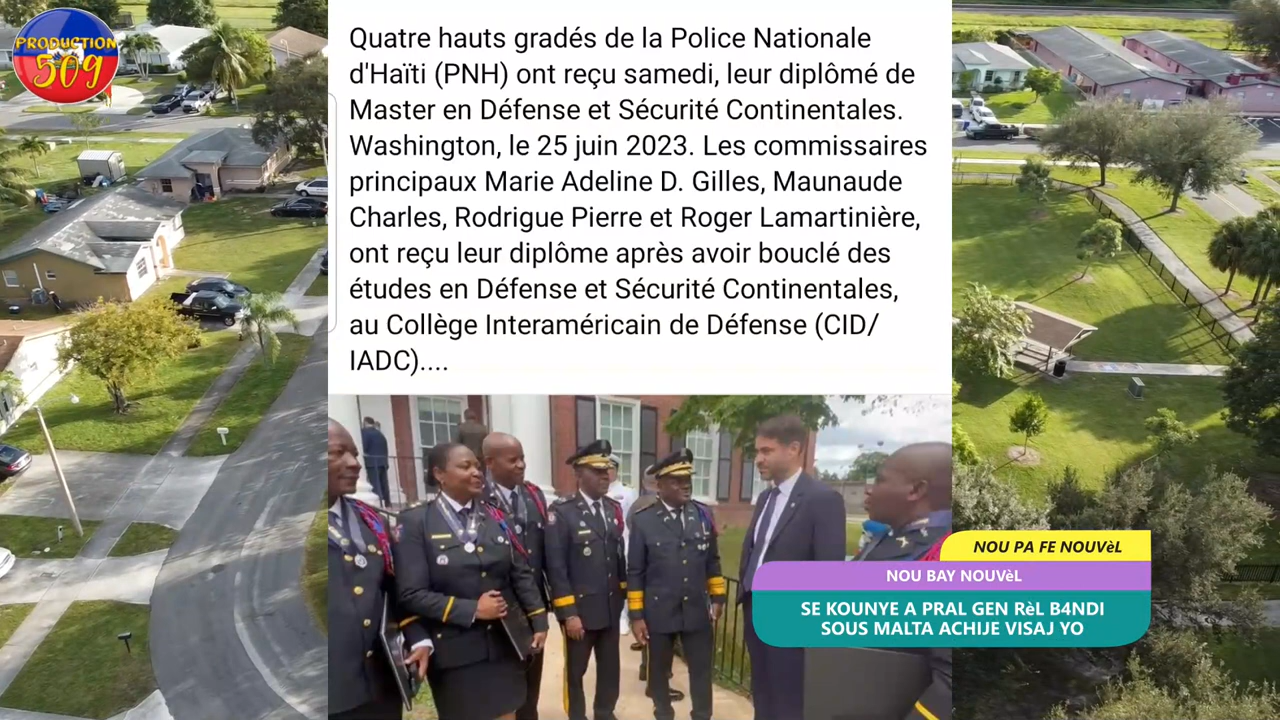 PRODUCTION
509
Quatre hauts gradés de la Police Nationale
d'Haïti (PNH) ont reçu samedi, leur diplômé de
Master en Défense et Sécurité Continentales.
Washington, le 25 juin 2023. Les commissaires
principaux Marie Adeline D. Gilles, Maunaude
Charles, Rodrigue Pierre et Roger Lamartinière,
ont reçu leur diplôme après avoir bouclé des
études en Défense et Sécurité Continentales,
au Collège Interaméricain de Défense (CID/
IADC)....
NOU PA FE NOUVèL
NOU BAY NOUVèL
SE KOUNYE A PRAL GEN RèL B4NDI
SOUS MALTA ACHIJE VISAJ YO